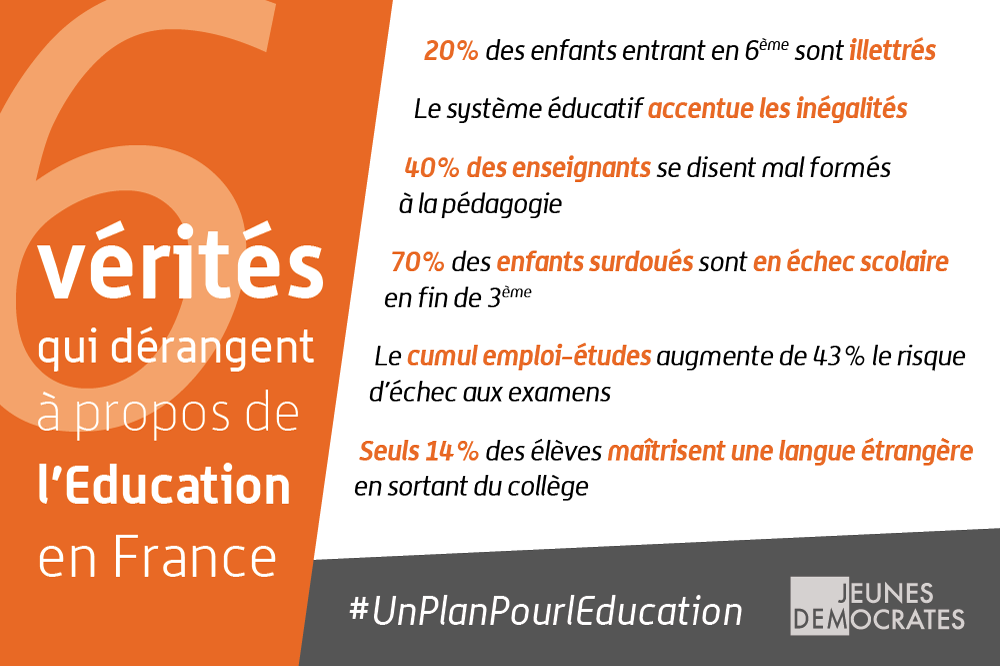 6
vérités
qui dérangent
à propos de
l'Education
en France
20% des enfants entrant en 6ème sont illettrés
Le système éducatif accentue les inégalités
40% des enseignants se disent mal formés
à la pédagogie
70% des enfants surdoués sont en échec scolaire
en fin de 3ème
Le cumul emploi-études augmente de 43% le risque
d'échec aux examens
Seuls 14% des élèves maîtrisent une langue étrangère
en sortant du collège
#UnPlanPourlEducation
JEUNES
DEMOCRATES